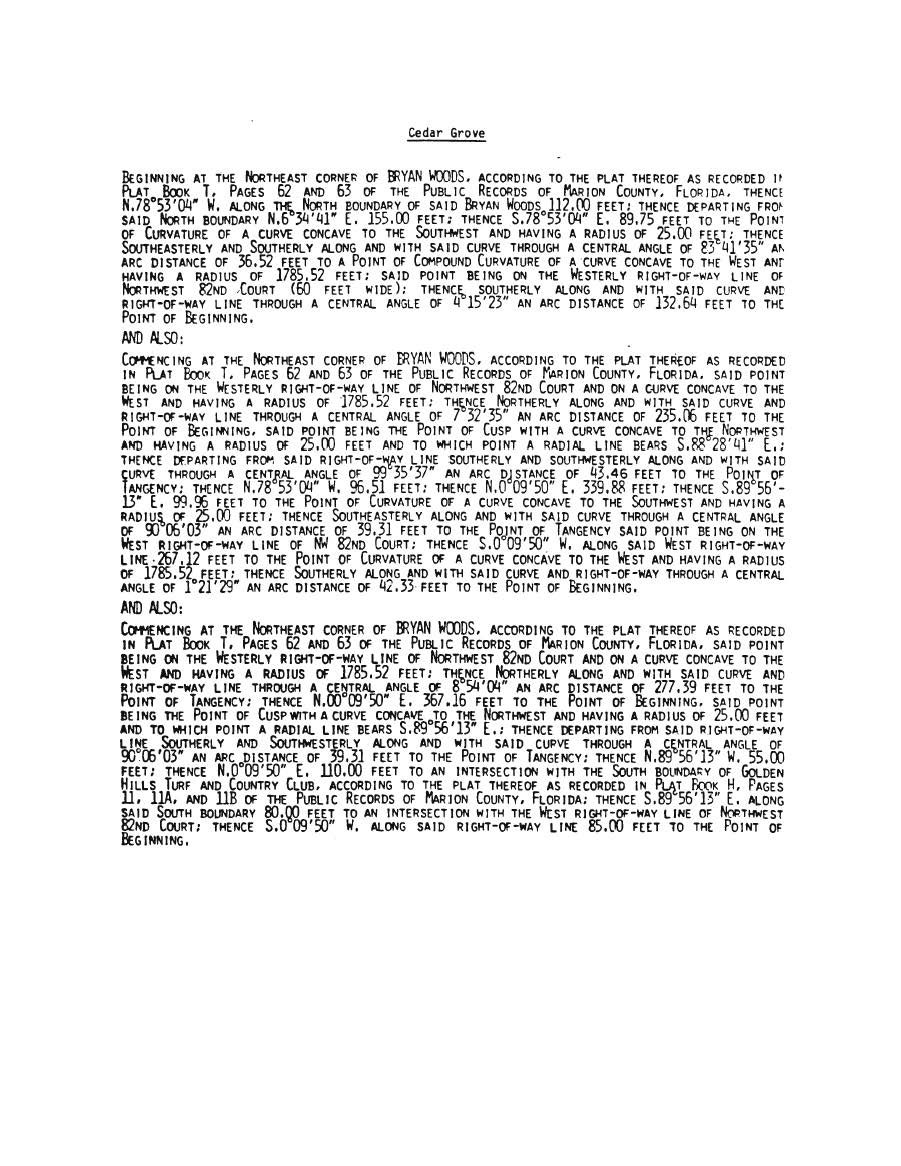 Cedar Grove
BEGINNING AT THE NORTHEAST CORNER OF BRYAN WOODS, ACCORDING TO THE PLAT THEREOF AS RECORDED IN
PLAT BOOK T, PAGES 62 AND 63 OF THE PUBLIC RECORDS OF MARION COUNTY, FLORIDA, THENCE
N.78°53'04" W. ALONG THE NORTH BOUNDARY OF SAID BRYAN WOODS 112.00 FEET; THENCE DEPARTING FROM
SAID NORTH BOUNDARY N.6°34'41" E. 155.00 FEET; THENCE S.78°53'04" E. 89.75 FEET TO THE POINT
OF CURVATURE OF A CURVE CONCAVE TO THE SOUTHWEST AND HAVING A RADIUS OF 25.00 FEET; THENCE
SOUTHEASTERLY AND SOUTHERLY ALONG AND WITH SAID CURVE THROUGH A CENTRAL ANGLE OF 83°41'35" AN
ARC DISTANCE OF 36.52 FEET TO A POINT OF COMPOUND CURVATURE OF A CURVE CONCAVE TO THE WEST AND
HAVING A RADIUS OF 1785.52 FEET; SAID POINT BEING ON THE WESTERLY RIGHT-OF-WAY LINE OF
NORTHWEST 82ND COURT (60 FEET WIDE); THENCE SOUTHERLY ALONG AND WITH SAID CURVE AND
RIGHT-OF-WAY LINE THROUGH A CENTRAL ANGLE OF 4°15'23" AN ARC DISTANCE OF 132.64 FEET TO THE
POINT OF BEGINNING.
AND ALSO:
COMMENCING AT THE NORTHEAST CORNER OF BRYAN WOODS, ACCORDING TO THE PLAT THEREOF AS RECORDED
IN PLAT BOOK T, PAGES 62 AND 63 OF THE PUBLIC RECORDS OF MARION COUNTY, FLORIDA, SAID POINT
BEING ON THE WESTERLY RIGHT-OF-WAY LINE OF NORTHWEST 82ND COURT AND ON A CURVE CONCAVE TO THE
WEST AND HAVING A RADIUS OF 1785.52 FEET; THENCE NORTHERLY ALONG AND WITH SAID CURVE AND
RIGHT-OF-WAY LINE THROUGH A CENTRAL ANGLE OF 7°32'35" AN ARC DISTANCE OF 235.06 FEET TO THE
POINT OF BEGINNING, SAID POINT BEING THE POINT OF CUSP WITH A CURVE CONCAVE TO THE NORTHWEST
AND HAVING A RADIUS OF 25.00 FEET AND TO WHICH POINT A RADIAL LINE BEARS S.88°28'41" E.;
THENCE DEPARTING FROM SAID RIGHT-OF-WAY LINE SOUTHERLY AND SOUTHWESTERLY ALONG AND WITH SAID
CURVE THROUGH A CENTRAL ANGLE OF 99°35'37" AN ARC DISTANCE OF 43.46 FEET TO THE POINT OF
TANGENCY; THENCE N.78°53'04" W. 96.51 FEET; THENCE N.0°09'50" E. 339.88 FEET; THENCE S.89°56'-
13" E. 99.96 FEET TO THE POINT OF CURVATURE OF A CURVE CONCAVE TO THE SOUTHWEST AND HAVING A
RADIUS OF 25.00 FEET; THENCE SOUTHEASTERLY ALONG AND WITH SAID CURVE THROUGH A CENTRAL ANGLE
OF 90°06'03" AN ARC DISTANCE OF 39.31 FEET TO THE POINT OF TANGENCY SAID POINT BEING ON THE
WEST RIGHT-OF-WAY LINE OF NW 82ND COURT; THENCE S.0°09'50" W. ALONG SAID WEST RIGHT-OF-WAY
LINE 267.12 FEET TO THE POINT OF CURVATURE OF A CURVE CONCAVE TO THE WEST AND HAVING A RADIUS
OF 1785.52 FEET; THENCE SOUTHERLY ALONG AND WITH SAID CURVE AND RIGHT-OF-WAY THROUGH A CENTRAL
ANGLE OF 1°21'29" AN ARC DISTANCE OF 42.33 FEET TO THE POINT OF BEGINNING.
AND ALSO:
COMMENCING AT THE NORTHEAST CORNER OF BRYAN WOODS, ACCORDING TO THE PLAT THEREOF AS RECORDED
IN PLAT BOOK T, PAGES 62 AND 63 OF THE PUBLIC RECORDS OF MARION COUNTY, FLORIDA, SAID POINT
BEING ON THE WESTERLY RIGHT-OF-WAY LINE OF NORTHWEST 82ND COURT AND ON A CURVE CONCAVE TO THE
WEST AND HAVING A RADIUS OF 1785.52 FEET; THENCE NORTHERLY ALONG AND WITH SAID CURVE AND
RIGHT-OF-WAY LINE THROUGH A CENTRAL ANGLE OF 8°54'04" AN ARC DISTANCE OF 277.39 FEET TO THE
POINT OF TANGENCY; THENCE N.00°09'50" E. 367.16 FEET TO THE POINT OF BEGINNING, SAID POINT
BEING THE POINT OF CUSP WITH A CURVE CONCAVE TO THE NORTHWEST AND HAVING A RADIUS OF 25.00 FEET
AND TO WHICH POINT A RADIAL LINE BEARS S.89°56'13" E.; THENCE DEPARTING FROM SAID RIGHT-OF-WAY
LINE SOUTHERLY AND SOUTHWESTERLY ALONG AND WITH SAID CURVE THROUGH A CENTRAL ANGLE OF
90°06'03" AN ARC DISTANCE OF 39.31 FEET TO THE POINT OF TANGENCY; THENCE N.89°56'13" W. 55.00
FEET; THENCE N.0°09'50" E. 110.00 FEET TO AN INTERSECTION WITH THE SOUTH BOUNDARY OF GOLDEN
HILLS TURF AND COUNTRY CLUB, ACCORDING TO THE PLAT THEREOF AS RECORDED IN PLAT BOOK H, PAGES
11, 11A, AND 11B OF THE PUBLIC RECORDS OF MARION COUNTY, FLORIDA; THENCE S.89°56'13" E. ALONG
SAID SOUTH BOUNDARY 80.00 FEET TO AN INTERSECTION WITH THE WEST RIGHT-OF-WAY LINE OF NORTHWEST
82ND COURT; THENCE S.0°09'50" W. ALONG SAID RIGHT-OF-WAY LINE 85.00 FEET TO THE POINT OF
BEGINNING.